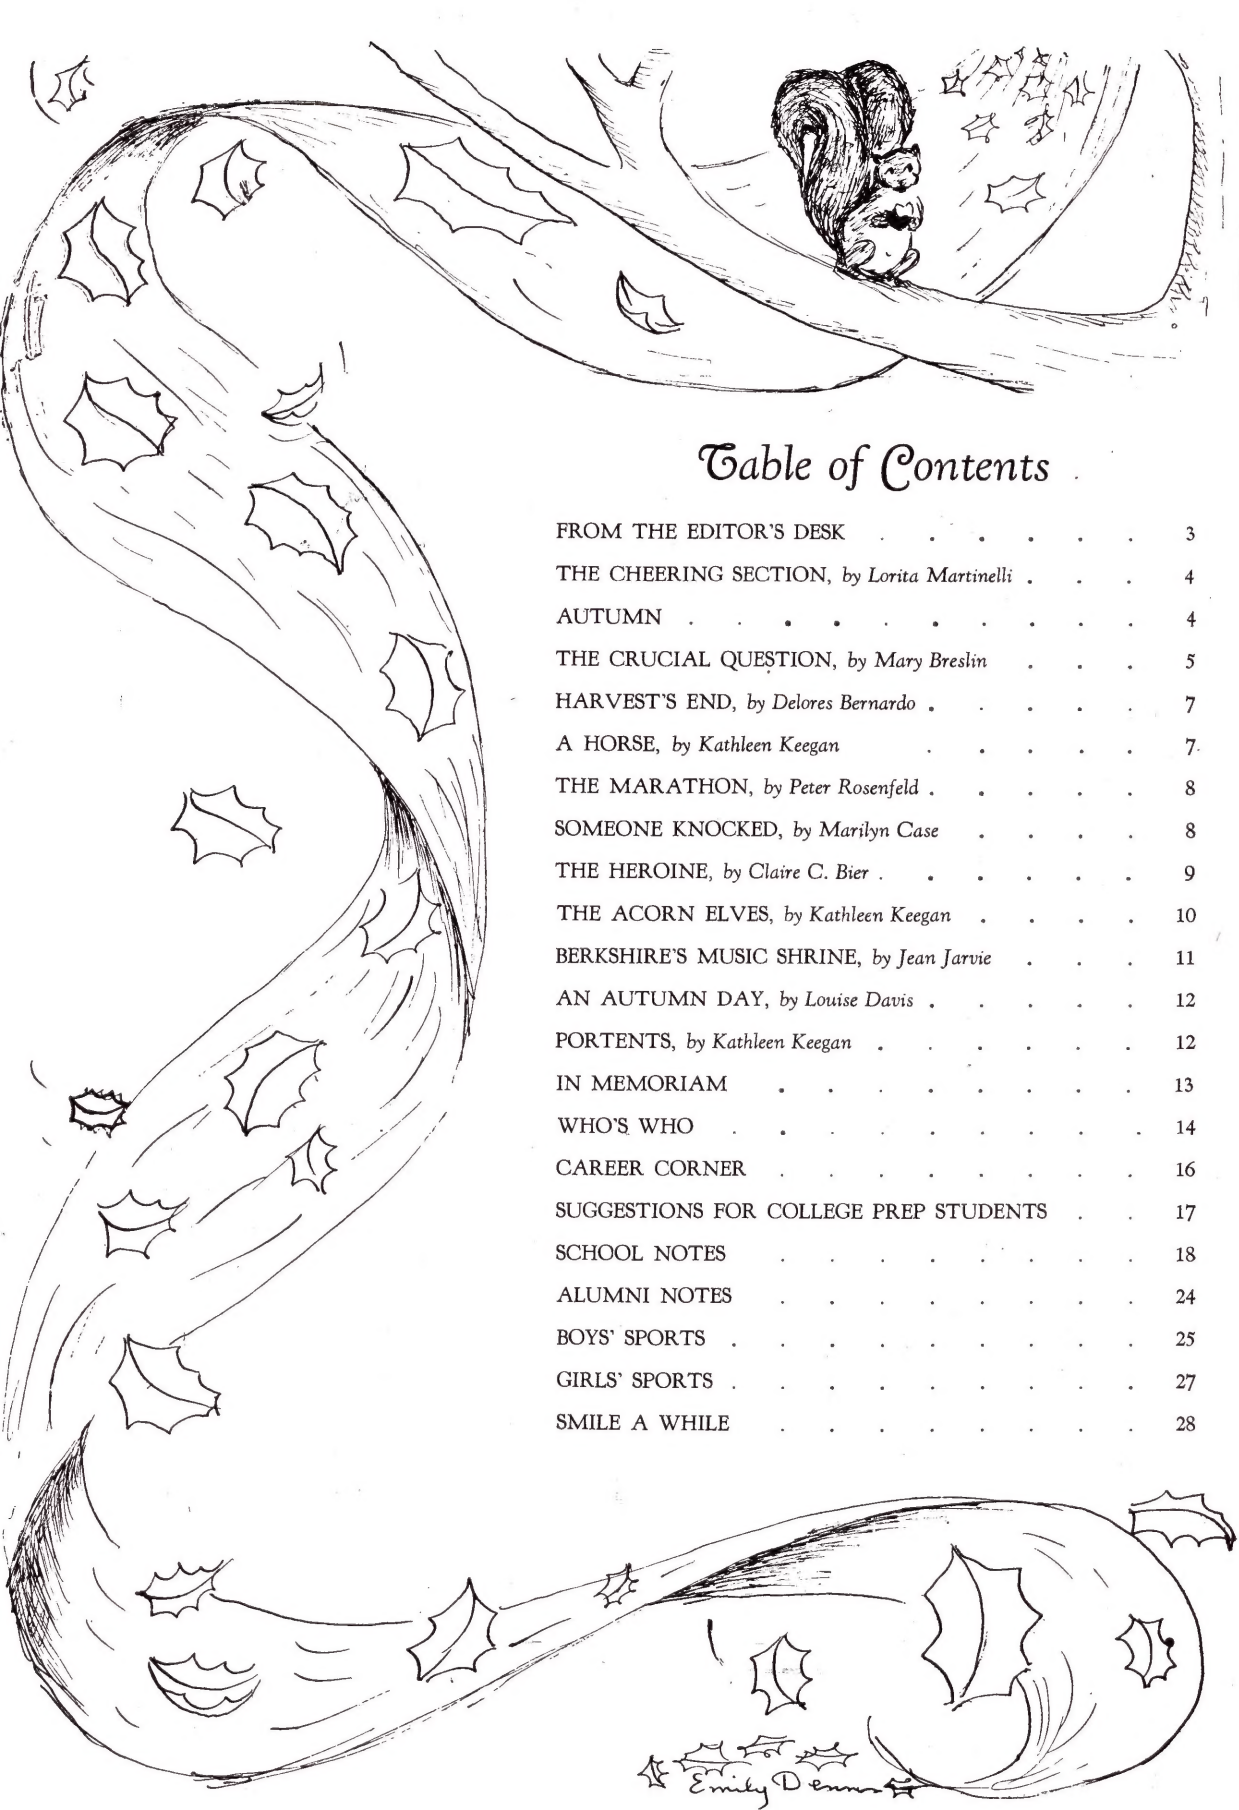 Table of Contents
FROM THE EDITOR'S DESK . . . . . . 3
THE CHEERING SECTION, by Lorita Martinelli . . . 4
AUTUMN . . . . . . . . . . 4
THE CRUCIAL QUESTION, by Mary Breslin . . . 5
HARVEST'S END, by Delores Bernardo . . . . . 7
A HORSE, by Kathleen Keegan . . . . . 7
THE MARATHON, by Peter Rosenfeld . . . . . 8
SOMEONE KNOCKED, by Marilyn Case . . . . 8
THE HEROINE, by Claire C. Bier . . . . . . 9
THE ACORN ELVES, by Kathleen Keegan . . . . 10
BERKSHIRE'S MUSIC SHRINE, by Jean Jarvie . . . 11
AN AUTUMN DAY, by Louise Davis . . . . . 12
PORTENTS, by Kathleen Keegan . . . . . . 12
IN MEMORIAM . . . . . . . . 13
WHO'S WHO . . . . . . . . . 14
CAREER CORNER . . . . . . . . 16
SUGGESTIONS FOR COLLEGE PREP STUDENTS . . 17
SCHOOL NOTES . . . . . . . . 18
ALUMNI NOTES . . . . . . . . 24
BOYS' SPORTS . . . . . . . . . 25
GIRLS' SPORTS . . . . . . . . . 27
SMILE A WHILE . . . . . . . . 28
Emily